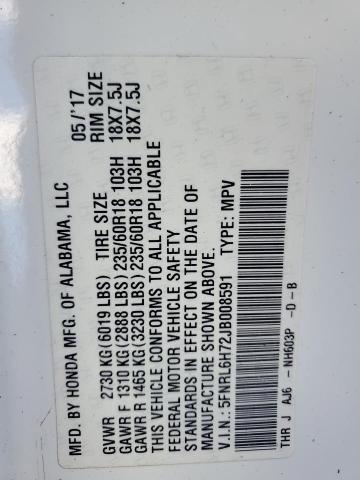 MFD. BY HONDA MFG. OF ALABAMA, LLC 05/'17
GVWR 2730 KG(6019 LBS) TIRE SIZE RIM SIZE
GAWR F 1310 KG(2888 LBS) 235/60R18 103H 18X7.5J
GAWR R 1465 KG(3230 LBS) 235/60R18 103H 18X7.5J
THIS VEHICLE CONFORMS TO ALL APPLICABLE
FEDERAL MOTOR VEHICLE SAFETY
STANDARDS IN EFFECT ON THE DATE OF
MANUFACTURE SHOWN ABOVE.
V.I.N.: 5FNRL6H72JB008591 TYPE: MPV
THR J AJ6 - NH603P -D-B